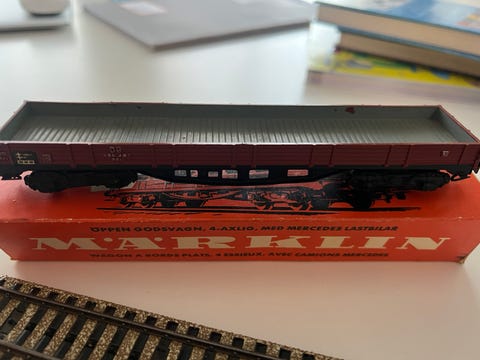 ÖPPEN GODSVAGN, 4-AXLIG, MED MERCEDES LASTBILAR
MÄRKLIN
WAGON A BORDS PLATS, 4 ESSIEUX, AVEC CAMIONS MERCEDES